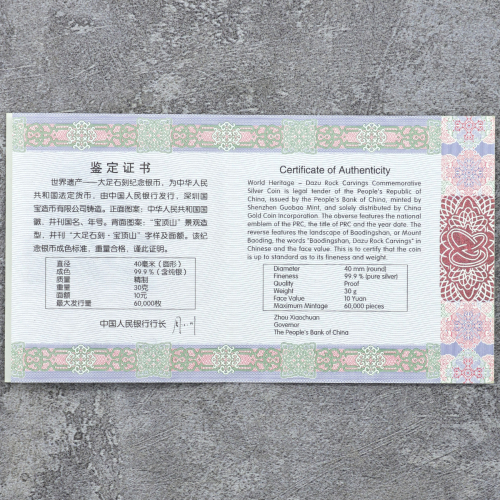 鉴定证书
世界遗产——大足石刻纪念银币，为中华人民
共和国法定货币，由中国人民银行发行，深圳国
宝造币有限公司铸造。正面图案：中华人民共和国国
徽，并刊国名、年号。背面图案：“宝顶山”景观造
型，并刊“大足石刻·宝顶山”字样及面额。该纪
念银币成色标准，重量合格，谨此证明。
直径 40毫米（圆形）
成色 99.9%（含纯银）
质量 精制
重量 30克
面额 10元
最大发行量 60,000枚
中国人民银行行长
Certificate of Authenticity
World Heritage – Dazu Rock Carvings Commemorative
Silver Coin is legal tender of the People's Republic of
China, issued by the People's Bank of China, minted by
Shenzhen Guobao Mint, and solely distributed by China
Gold Coin Incorporation. The obverse features the national
emblem of the PRC, the title of PRC and the year date. The
reverse features the landscape of Baodingshan, or Mount
Baoding, the words "Baodingshan, Dazu Rock Carvings" in
Chinese and the face value. This is to certify that the coin
is up to standard as to its fineness and weight.
Diameter 40 mm (round)
Fineness 99.9 % (pure silver)
Quality Proof
Weight 30 g
Face Value 10 Yuan
Maximum Mintage 60,000 pieces
Zhou Xiaochuan
Governor
The People's Bank of China